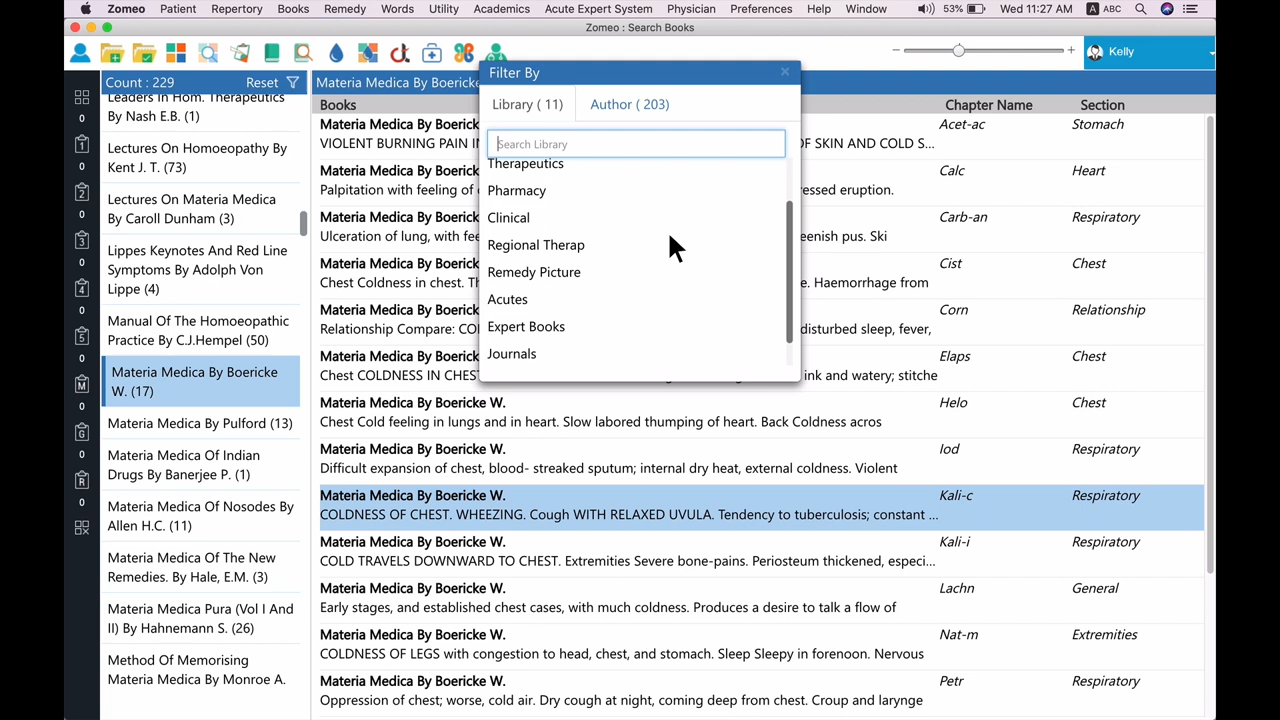 Zomeo Patient Repertory Books Remedy Words Utility Academics Acute Expert System Physician Preferences Help Window 53% Wed 11:27 AM A ABC
Zomeo : Search Books
Kelly
Count : 229 Reset
Leaders In Hom. Therapeutics
By Nash E.B. (1)
Lectures On Homoeopathy By
Kent J. T. (73)
Lectures On Materia Medica
By Caroll Dunham (3)
Lippes Keynotes And Red Line
Symptoms By Adolph Von
Lippe (4)
Manual Of The Homoeopathic
Practice By C.J.Hempel (50)
Materia Medica By Boericke
W. (17)
Materia Medica By Pulford (13)
Materia Medica Of Indian
Drugs By Banerjee P. (1)
Materia Medica Of Nosodes By
Allen H.C. (11)
Materia Medica Of The New
Remedies. By Hale, E.M. (3)
Materia Medica Pura (Vol I And
II) By Hahnemann S. (26)
Method Of Memorising
Materia Medica By Monroe A.
0
1
0
2
0
3
0
4
0
5
0
M
0
G
0
R
0
Filter By
Library ( 11) Author ( 203)
Search Library
Therapeutics
Pharmacy
Clinical
Regional Therap
Remedy Picture
Acutes
Expert Books
Journals
Materia Medica By Boericke
Books Chapter Name Section
Materia Medica By Boerick Acet-ac Stomach
VIOLENT BURNING PAIN IN OF SKIN AND COLD S...
Materia Medica By Boerick Calc Heart
Palpitation with feeling of ressed eruption.
Materia Medica By Boerick Carb-an Respiratory
Ulceration of lung, with fee eenish pus. Ski
Materia Medica By Boerick Cist Chest
Chest Coldness in chest. Th e. Haemorrhage from
Materia Medica By Boerick Corn Relationship
Relationship Compare: CO disturbed sleep, fever,
Materia Medica By Boerick Elaps Chest
Chest COLDNESS IN CHEST ink and watery; stitche
Materia Medica By Boericke W. Helo Chest
Chest Cold feeling in lungs and in heart. Slow labored thumping of heart. Back Coldness acros
Materia Medica By Boericke W. Iod Respiratory
Difficult expansion of chest, blood- streaked sputum; internal dry heat, external coldness. Violent
Materia Medica By Boericke W. Kali-c Respiratory
COLDNESS OF CHEST. WHEEZING. Cough WITH RELAXED UVULA. Tendency to tuberculosis; constant ...
Materia Medica By Boericke W. Kali-i Respiratory
COLD TRAVELS DOWNWARD TO CHEST. Extremities Severe bone-pains. Periosteum thickened, especi...
Materia Medica By Boericke W. Lachn General
Early stages, and established chest cases, with much coldness. Produces a desire to talk a flow of
Materia Medica By Boericke W. Nat-m Extremities
COLDNESS OF LEGS with congestion to head, chest, and stomach. Sleep Sleepy in forenoon. Nervous
Materia Medica By Boericke W. Petr Respiratory
Oppression of chest; worse, cold air. Dry cough at night, coming deep from chest. Croup and larynge